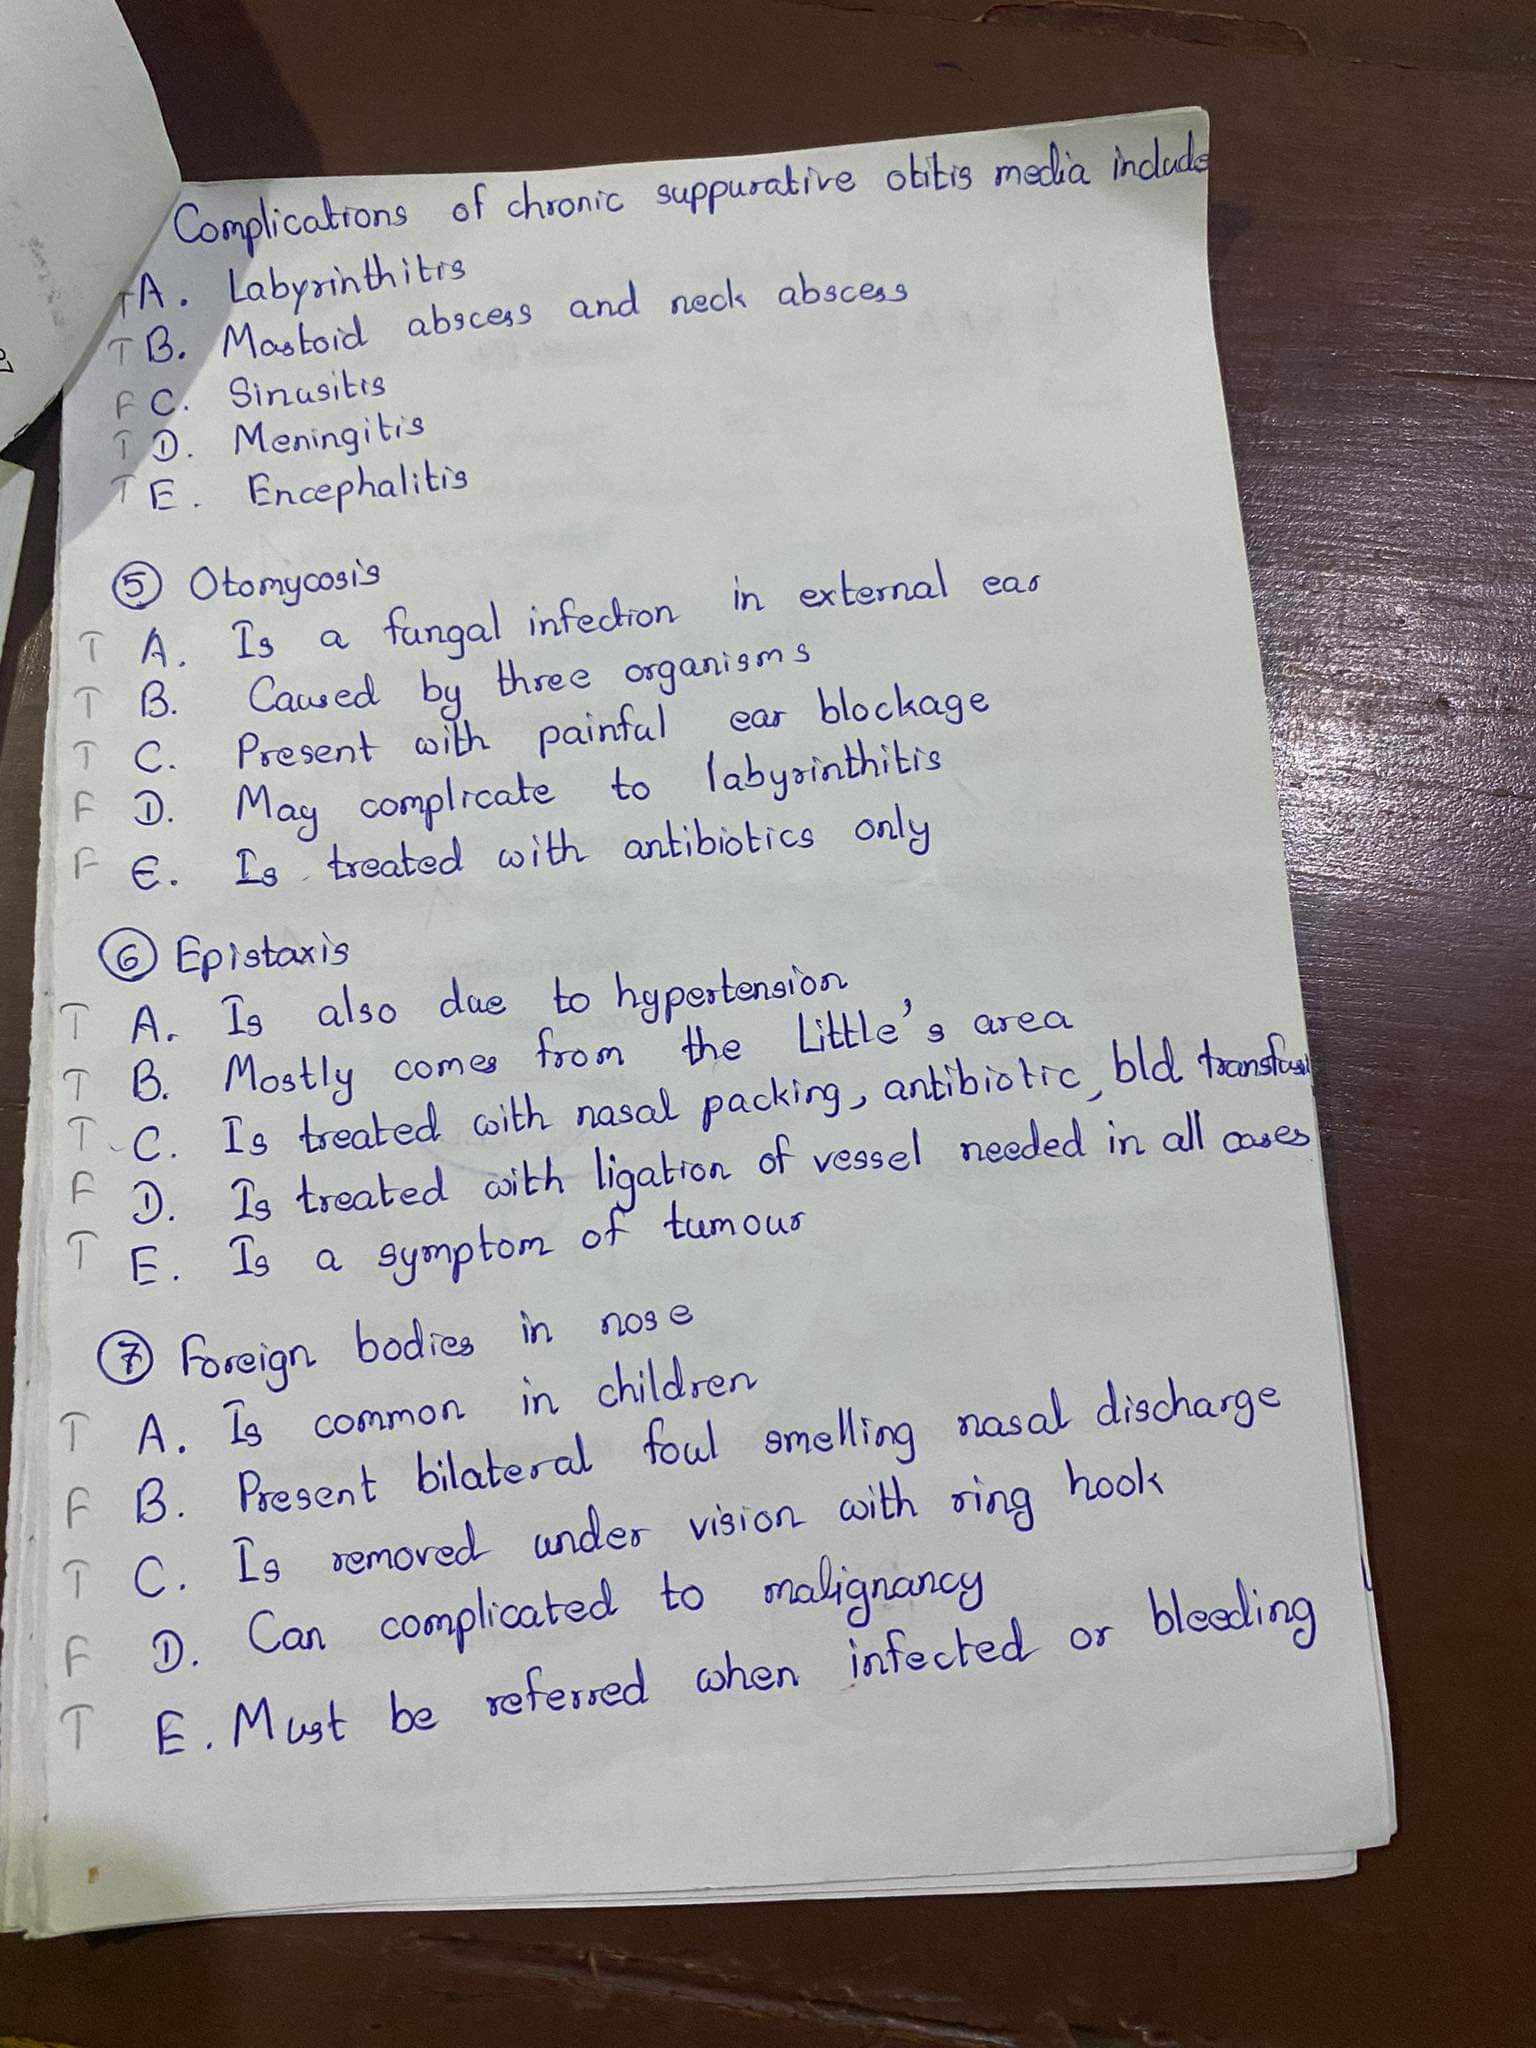 Complications of chronic suppurative otitis media include
T A. Labyrinthitis
T B. Mastoid abscess and neck abscess
F C. Sinusitis
T D. Meningitis
T E. Encephalitis
5 Otomycosis
T A. Is a fungal infection in external ear
T B. Caused by three organisms
T C. Present with painful ear blockage
F D. May complicate to labyrinthitis
F E. Is treated with antibiotics only
6 Epistaxis
T A. Is also due to hypertension
T B. Mostly comes from the Little's area
T C. Is treated with nasal packing, antibiotic, bld transfusi
F D. Is treated with ligation of vessel needed in all cases
T E. Is a symptom of tumour
7 Foreign bodies in nose
T A. Is common in children
F B. Present bilateral foul smelling nasal discharge
T C. Is removed under vision with ring hook
F D. Can complicated to malignancy
T E. Must be referred when infected or bleeding